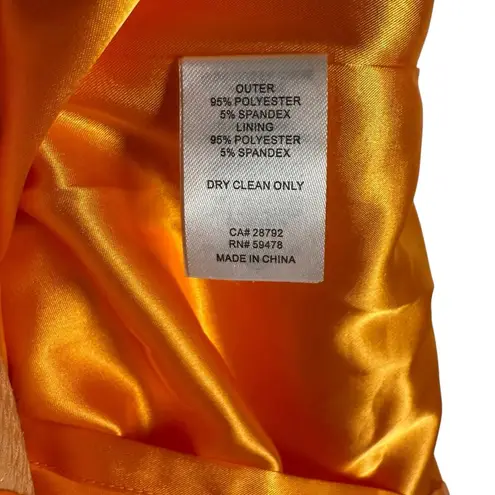 OUTER
95% POLYESTER
5% SPANDEX
LINING
95% POLYESTER
5% SPANDEX
DRY CLEAN ONLY
CA# 28792
RN# 59478
MADE IN CHINA